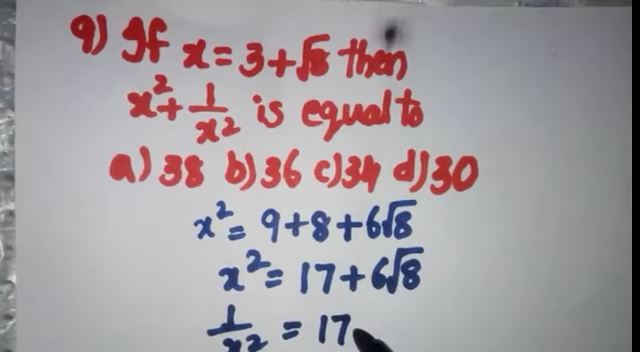 9) If x = 3 + √8 then
x² + 1/x² is equal to
a) 38 b) 36 c) 34 d) 30
x² = 9 + 8 + 6√8
x² = 17 + 6√8
1/x² = 17